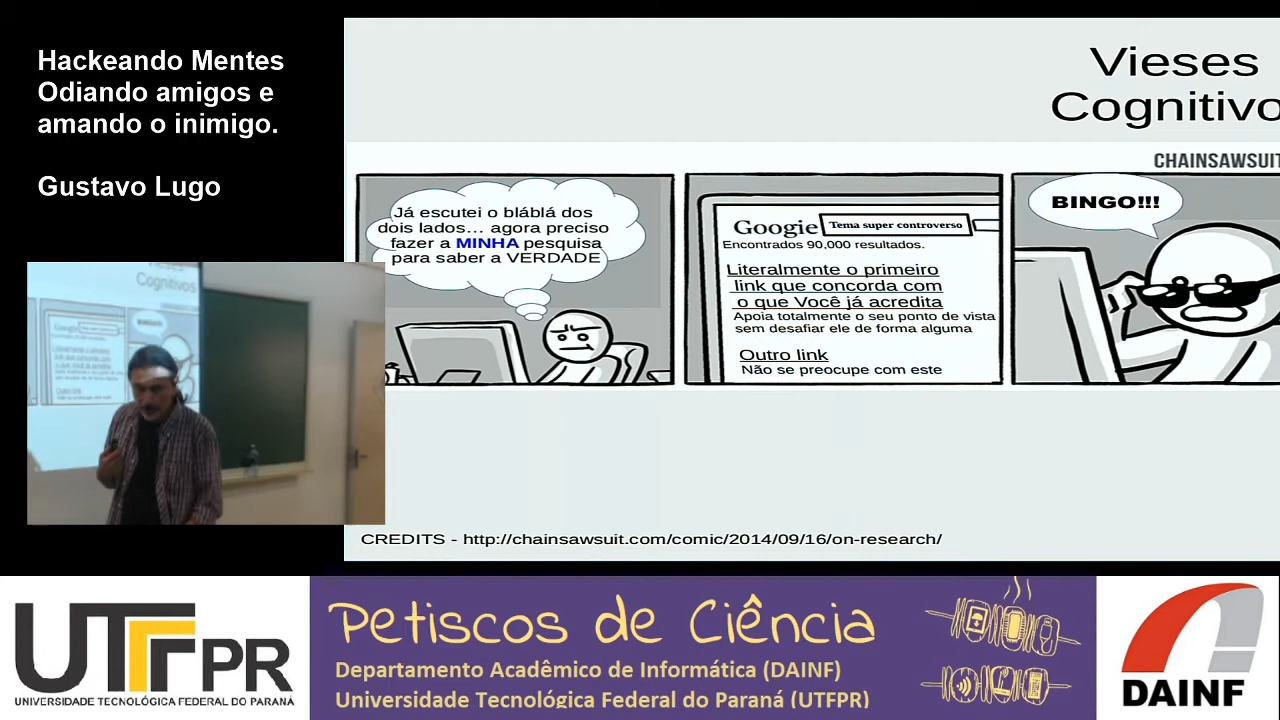 Hackeando Mentes
Odiando amigos e
amando o inimigo.
Gustavo Lugo
Vieses
Cognitivo
CHAINSAWSUIT
Já escutei o bláblá dos
dois lados... agora preciso
fazer a MINHA pesquisa
para saber a VERDADE
Googie
Tema super controverso
Encontrados 90,000 resultados.
Literalmente o primeiro
link que concorda com
o que Você já acredita
Apoia totalmente o seu ponto de vista
sem desafiar ele de forma alguma
Outro link
Não se preocupe com este
BINGO!!!
CREDITS - http://chainsawsuit.com/comic/2014/09/16/on-research/
Vieses
Cognitivos
UTFPR
UNIVERSIDADE TECNOLÓGICA FEDERAL DO PARANÁ
Petiscos de Ciência
Departamento Acadêmico de Informática (DAINF)
Universidade Tecnológica Federal do Paraná (UTFPR)
DAINF